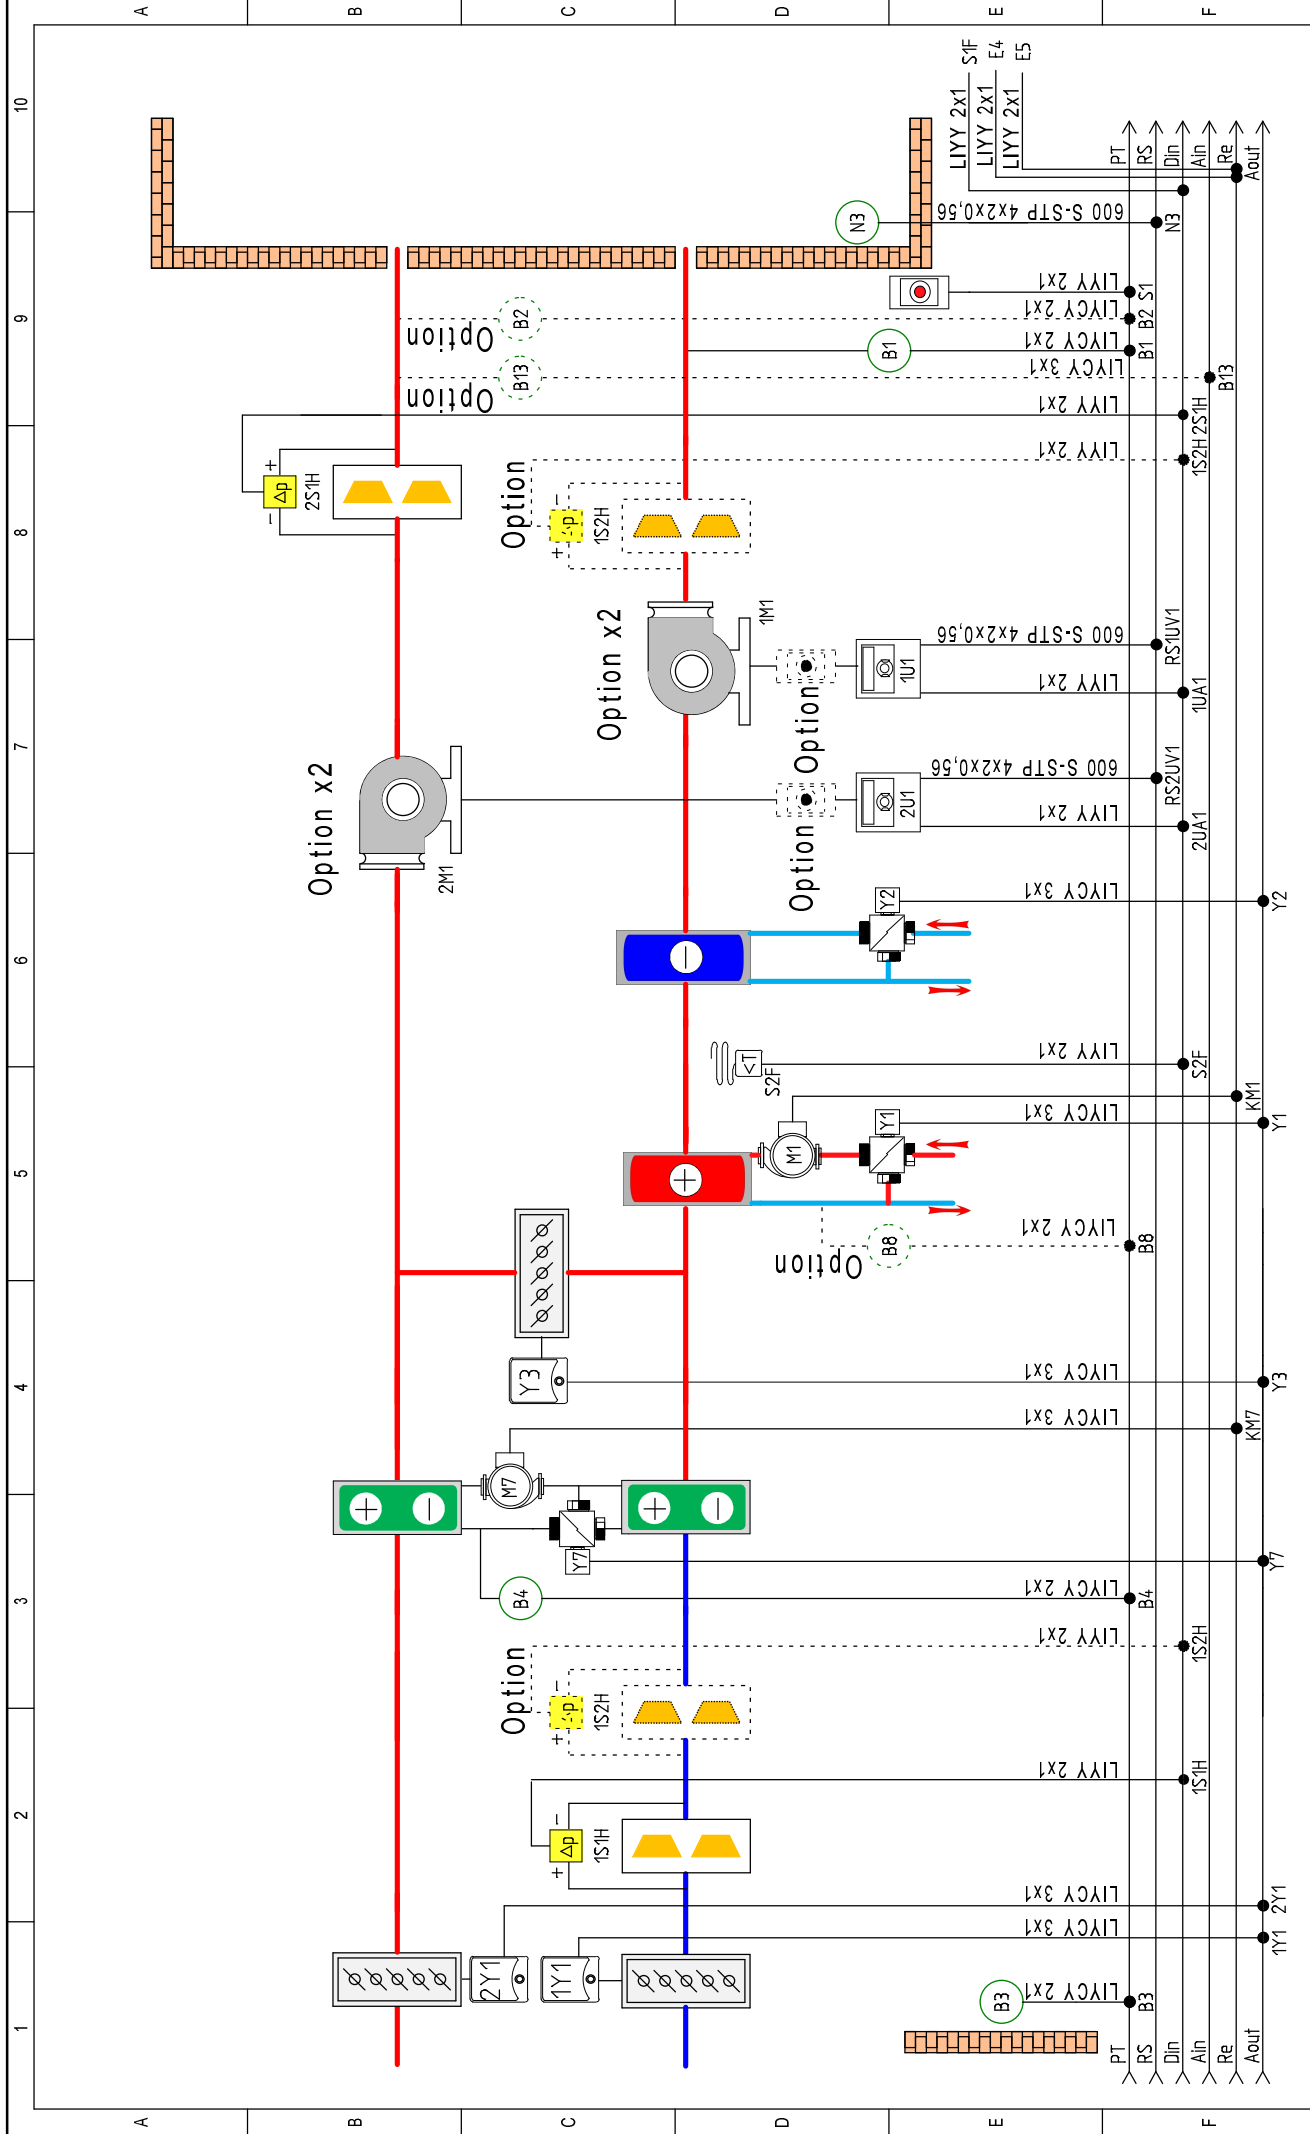 A
B
C
D
E
F
10
9
8
7
6
5
4
3
2
1
S1F
E4
E5
LIYY 2x1
LIYY 2x1
LIYY 2x1
PT
RS
Din
Ain
Re
Aout
N3
600 S-STP 4x2x0,56
N3
LIYY 2x1
S1
Option
B2
LIYCY 2x1
B2
B1
LIYCY 2x1
B1
Option
B13
LIYCY 3x1
B13
LIYY 2x1
2S1H
+
Δp
-
2S1H
Option
LIYY 2x1
1S2H
-
Δp
+
1S2H
Option x2
1M1
Option
1U1
600 S-STP 4x2x0,56
RS1UV1
LIYY 2x1
1UA1
Option x2
2M1
Option
2U1
600 S-STP 4x2x0,56
RS2UV1
LIYY 2x1
2UA1
Y2
LIYCY 3x1
Y2
−
<T
S2F
LIYY 2x1
S2F
M1
KM1
Y1
LIYCY 3x1
Y1
+
Option
B8
LIYCY 2x1
B8
Y3
LIYCY 3x1
Y3
M7
LIYCY 3x1
KM7
+
−
+
−
Y7
Y7
B4
LIYCY 2x1
B4
Option
LIYY 2x1
1S2H
-
Δp
+
1S2H
LIYY 2x1
1S1H
-
Δp
+
1S1H
LIYCY 3x1
2Y1
2Y1
1Y1
LIYCY 3x1
1Y1
B3
LIYCY 2x1
B3
PT
RS
Din
Ain
Re
Aout
A
B
C
D
E
F